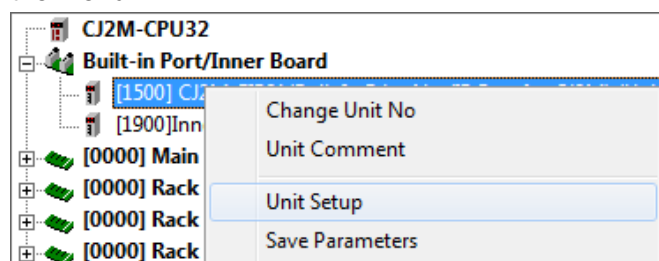 CJ2M-CPU32
Built-in Port/Inner Board
[1500] CJ2
[1900]Inn
[0000] Main
[0000] Rack
[0000] Rack
[0000] Rack
Change Unit No
Unit Comment
Unit Setup
Save Parameters